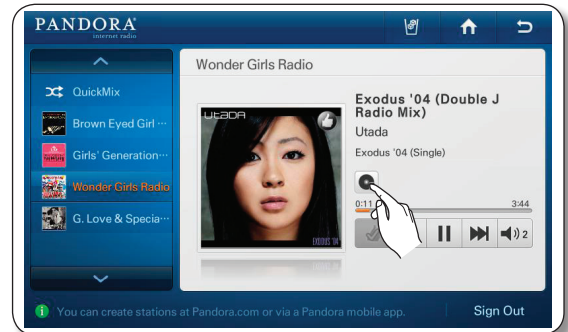 PANDORA®
internet radio
QuickMix
Brown Eyed Girl ···
Girls' Generation···
Wonder Girls Radio
G. Love & Specia···
Wonder Girls Radio
UTADA
EXODUS '04
Exodus '04 (Double J
Radio Mix)
Utada
Exodus '04 (Single)
0:11
3:44
2
You can create stations at Pandora.com or via a Pandora mobile app.
Sign Out